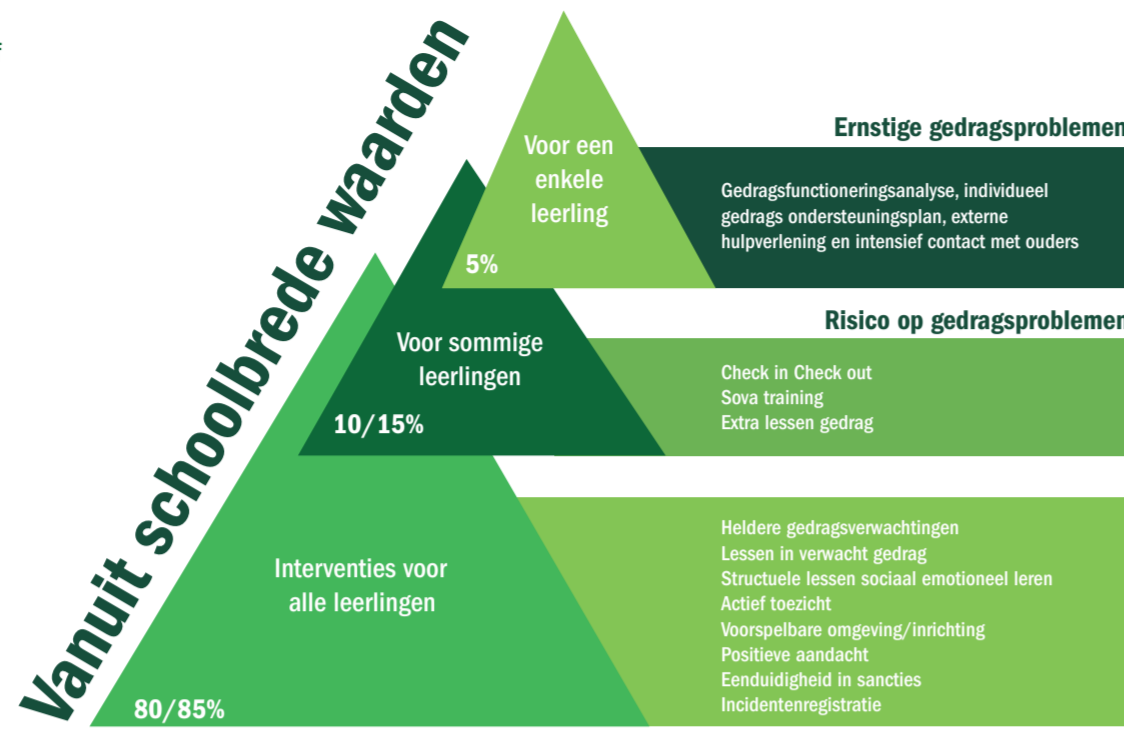 Vanuit schoolbrede waarden
Voor een
enkele
leerling
5%
Ernstige gedragsproblemen
Gedragsfunctioneringsanalyse, individueel
gedrags ondersteuningsplan, externe
hulpverlening en intensief contact met ouders
Voor sommige
leerlingen
10/15%
Risico op gedragsproblemen
Check in Check out
Sova training
Extra lessen gedrag
Interventies voor
alle leerlingen
80/85%
Heldere gedragsverwachtingen
Lessen in verwacht gedrag
Structuele lessen sociaal emotioneel leren
Actief toezicht
Voorspelbare omgeving/inrichting
Positieve aandacht
Eenduidigheid in sancties
Incidentenregistratie